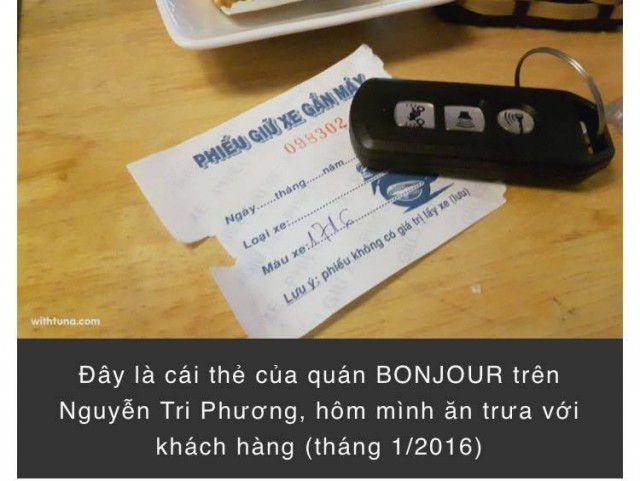 PHIẾU GIỮ XE GẮN MÁY
098302
Ngày......tháng......năm
Loại xe:
Màu xe: 1716
Lưu ý: phiếu không có giá trị lấy xe (lưu)
withtuna.com
Đây là cái thẻ của quán BONJOUR trên
Nguyễn Tri Phương, hôm mình ăn trưa với
khách hàng (tháng 1/2016)